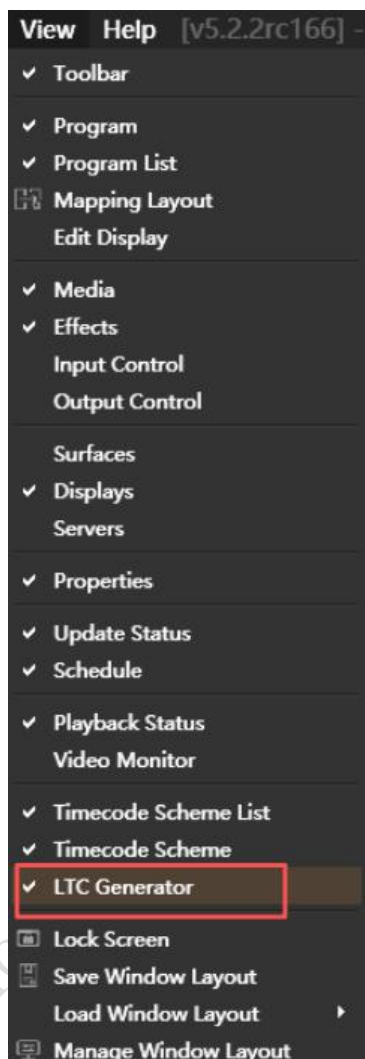 View Help [v5.2.2rc166] -
Toolbar
Program
Program List
Mapping Layout
Edit Display
Media
Effects
Input Control
Output Control
Surfaces
Displays
Servers
Properties
Update Status
Schedule
Playback Status
Video Monitor
Timecode Scheme List
Timecode Scheme
LTC Generator
Lock Screen
Save Window Layout
Load Window Layout
Manage Window Layout